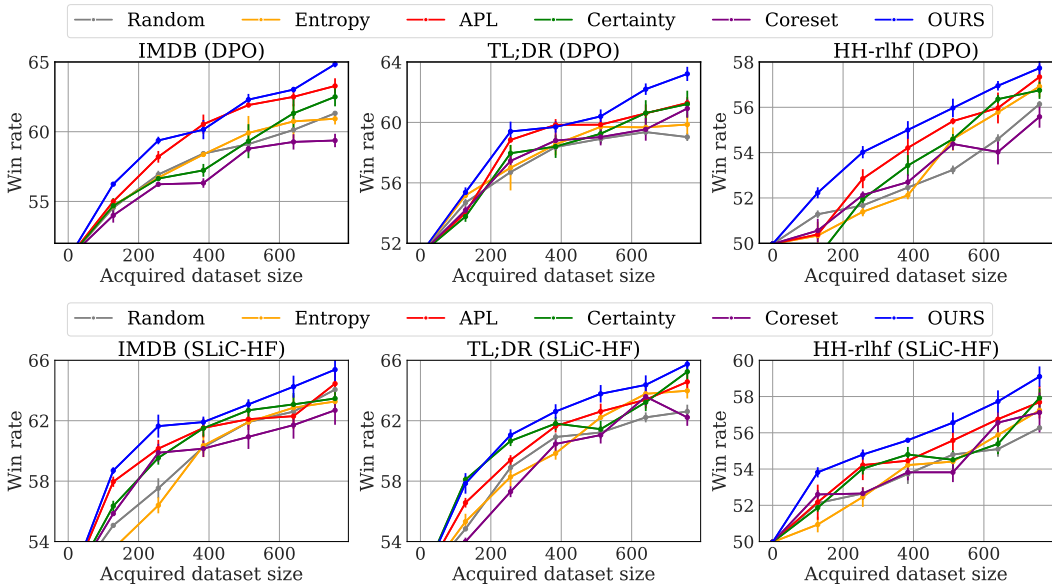 Random Entropy APL Certainty Coreset OURS
IMDB (DPO)
65
60
55
Win rate
0 200 400 600
Acquired dataset size
TL;DR (DPO)
64
60
56
52
Win rate
0 200 400 600
Acquired dataset size
HH-rlhf (DPO)
58
56
54
52
50
Win rate
0 200 400 600
Acquired dataset size
Random Entropy APL Certainty Coreset OURS
IMDB (SLiC-HF)
66
62
58
54
Win rate
0 200 400 600
Acquired dataset size
TL;DR (SLiC-HF)
66
62
58
54
Win rate
0 200 400 600
Acquired dataset size
HH-rlhf (SLiC-HF)
60
58
56
54
52
50
Win rate
0 200 400 600
Acquired dataset size